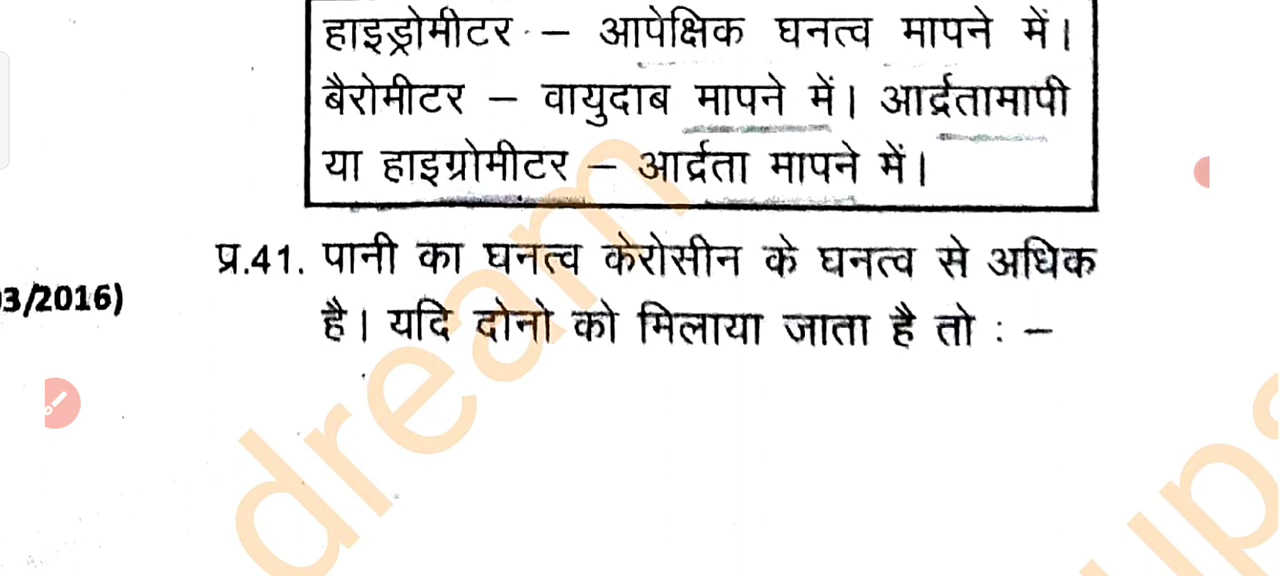 हाइड्रोमीटर – आपेक्षिक घनत्व मापने में।
बैरोमीटर – वायुदाब मापने में। आर्द्रतामापी
या हाइग्रोमीटर – आर्द्रता मापने में।
प्र.41. पानी का घनत्व केरोसीन के घनत्व से अधिक
3/2016)
है। यदि दोनो को मिलाया जाता है तो : –
dream
ups